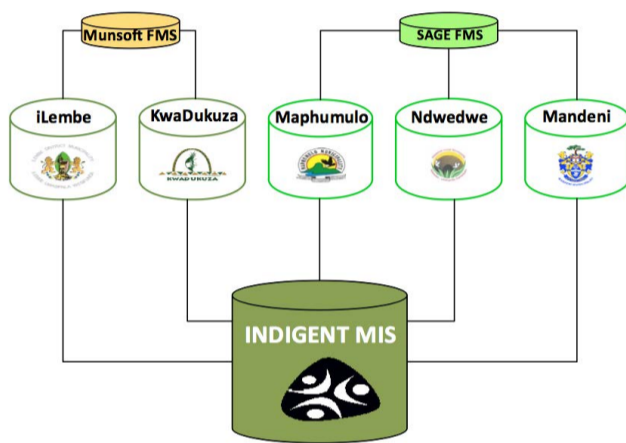 Munsoft FMS
SAGE FMS
iLembe
KwaDukuza
Maphumulo
Ndwedwe
Mandeni
KWADUKUZA
INDIGENT MIS